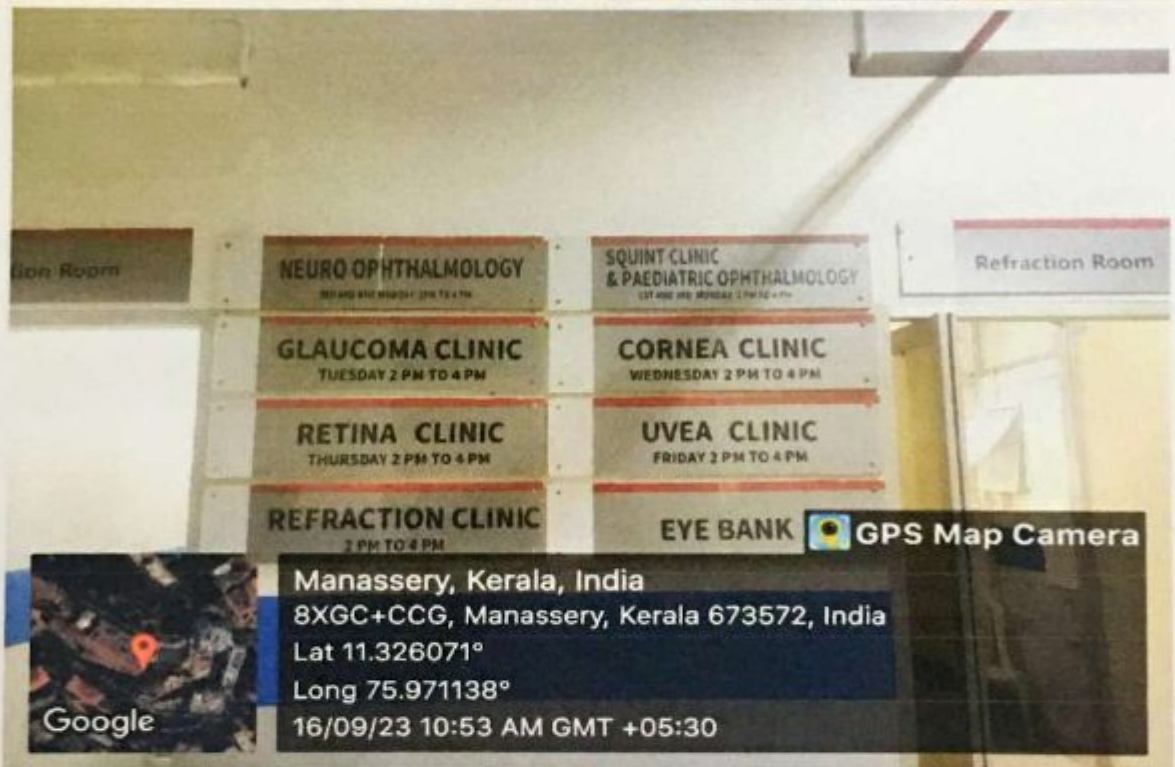 tion Room
NEURO OPHTHALMOLOGY
SQUINT CLINIC
& PAEDIATRIC OPHTHALMOLOGY
Refraction Room
GLAUCOMA CLINIC
TUESDAY 2 PM TO 4 PM
CORNEA CLINIC
WEDNESDAY 2 PM TO 4 PM
RETINA CLINIC
THURSDAY 2 PM TO 4 PM
UVEA CLINIC
FRIDAY 2 PM TO 4 PM
REFRACTION CLINIC
2 PM TO 4 PM
EYE BANK
GPS Map Camera
Manassery, Kerala, India
8XGC+CCG, Manassery, Kerala 673572, India
Lat 11.326071°
Long 75.971138°
16/09/23 10:53 AM GMT +05:30
Google